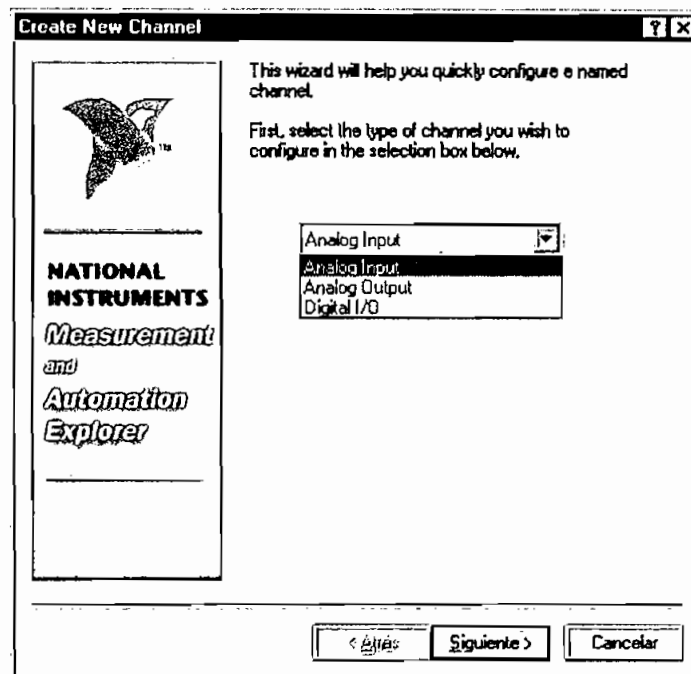 Create New Channel
This wizard will help you quickly configure a named
channel.
First, select the type of channel you wish to
configure in the selection box below.
TM
Analog Input
Analog Input
Analog Output
Digital I/O
NATIONAL
INSTRUMENTS
Measurement
and
Automation
Explorer
< Atrás
Siguiente >
Cancelar